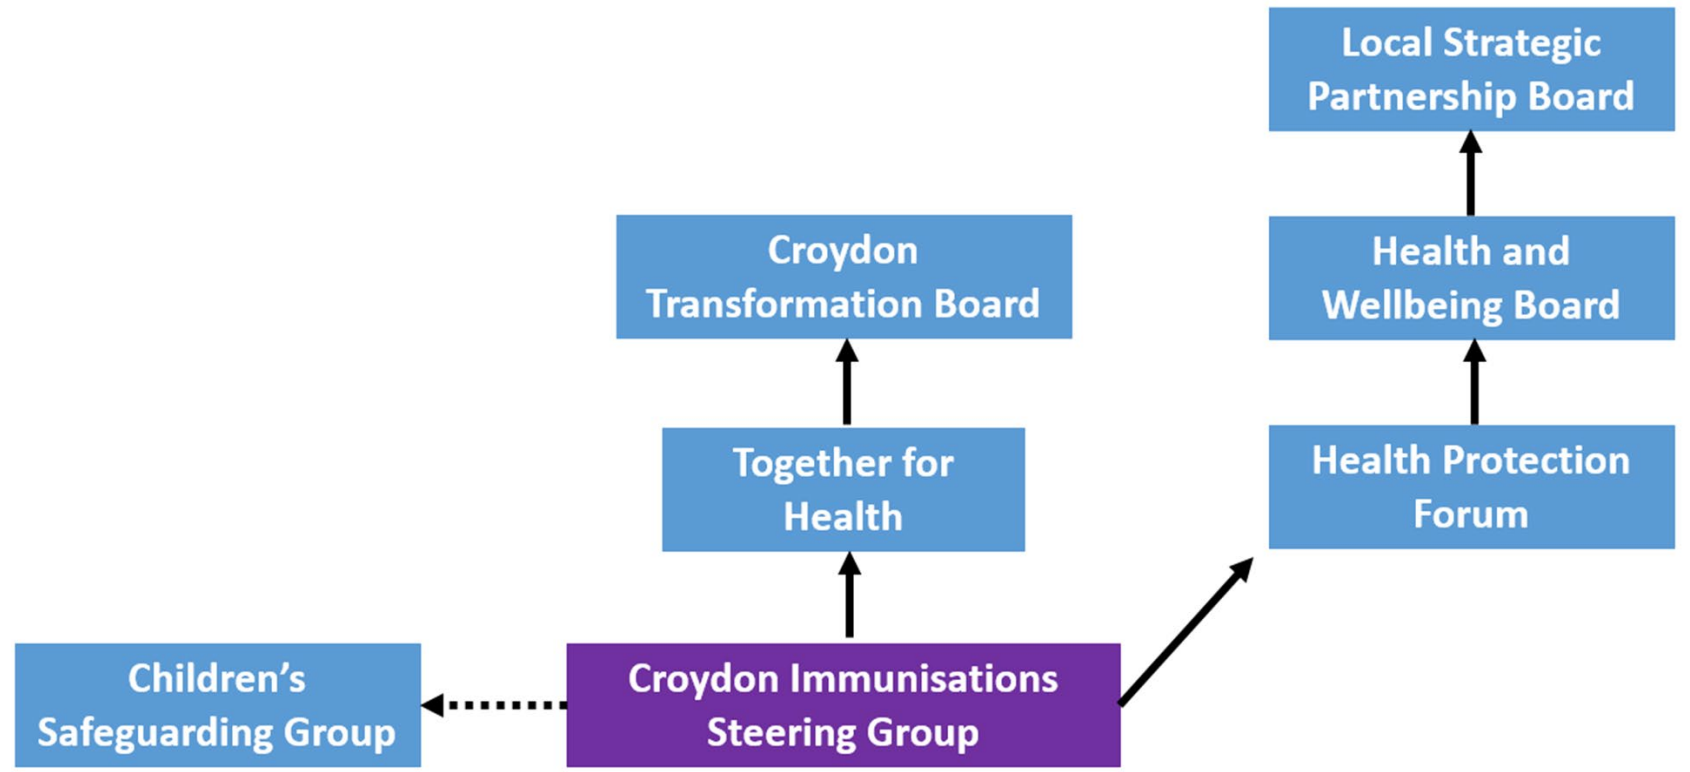 Local Strategic
Partnership Board
Croydon
Transformation Board
Health and
Wellbeing Board
Together for
Health
Health Protection
Forum
Children’s
Safeguarding Group
Croydon Immunisations
Steering Group